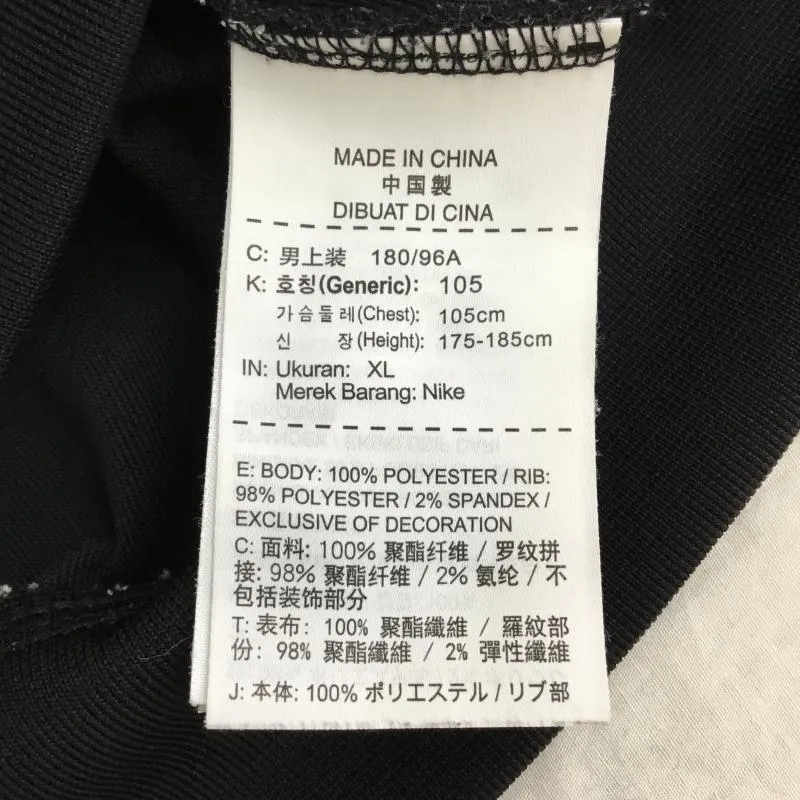 MADE IN CHINA
中国製
DIBUAT DI CINA
C: 男上装 180/96A
K: 호칭(Generic): 105
가슴둘레(Chest): 105cm
신 장(Height): 175-185cm
IN: Ukuran: XL
Merek Barang: Nike
E: BODY: 100% POLYESTER / RIB:
98% POLYESTER / 2% SPANDEX /
EXCLUSIVE OF DECORATION
C: 面料: 100% 聚酯纤维 / 罗纹拼
接: 98% 聚酯纤维 / 2% 氨纶 / 不
包括装饰部分
T: 表布: 100% 聚酯纖維 / 羅紋部
份: 98% 聚酯纖維 / 2% 彈性纖維
J: 本体: 100% ポリエステル / リブ部